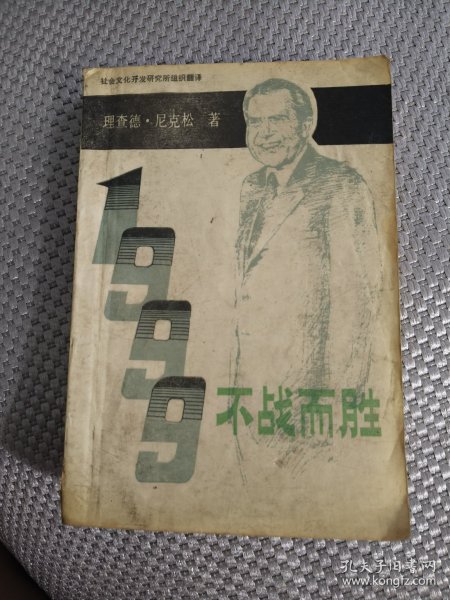 社会文化开发研究所组织翻译
理查德·尼克松 著
1999
不战而胜
孔夫子旧书网
www.kongfz.com